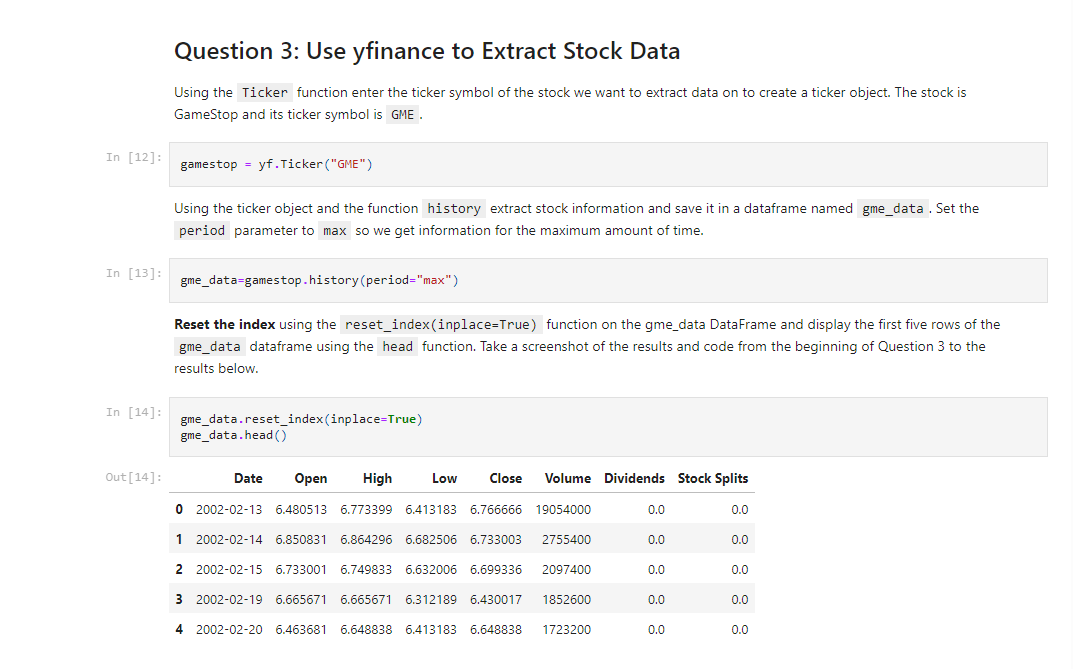 Question 3: Use yfinance to Extract Stock Data
Using the Ticker function enter the ticker symbol of the stock we want to extract data on to create a ticker object. The stock is
GameStop and its ticker symbol is GME .
In [12]: gamestop = yf.Ticker("GME")
Using the ticker object and the function history extract stock information and save it in a dataframe named gme_data . Set the
period parameter to max so we get information for the maximum amount of time.
In [13]: gme_data=gamestop.history(period="max")
Reset the index using the reset_index(inplace=True) function on the gme_data DataFrame and display the first five rows of the
gme_data dataframe using the head function. Take a screenshot of the results and code from the beginning of Question 3 to the
results below.
In [14]: gme_data.reset_index(inplace=True)
gme_data.head()
Out[14]: Date Open High Low Close Volume Dividends Stock Splits
0 2002-02-13 6.480513 6.773399 6.413183 6.766666 19054000 0.0 0.0
1 2002-02-14 6.850831 6.864296 6.682506 6.733003 2755400 0.0 0.0
2 2002-02-15 6.733001 6.749833 6.632006 6.699336 2097400 0.0 0.0
3 2002-02-19 6.665671 6.665671 6.312189 6.430017 1852600 0.0 0.0
4 2002-02-20 6.463681 6.648838 6.413183 6.648838 1723200 0.0 0.0